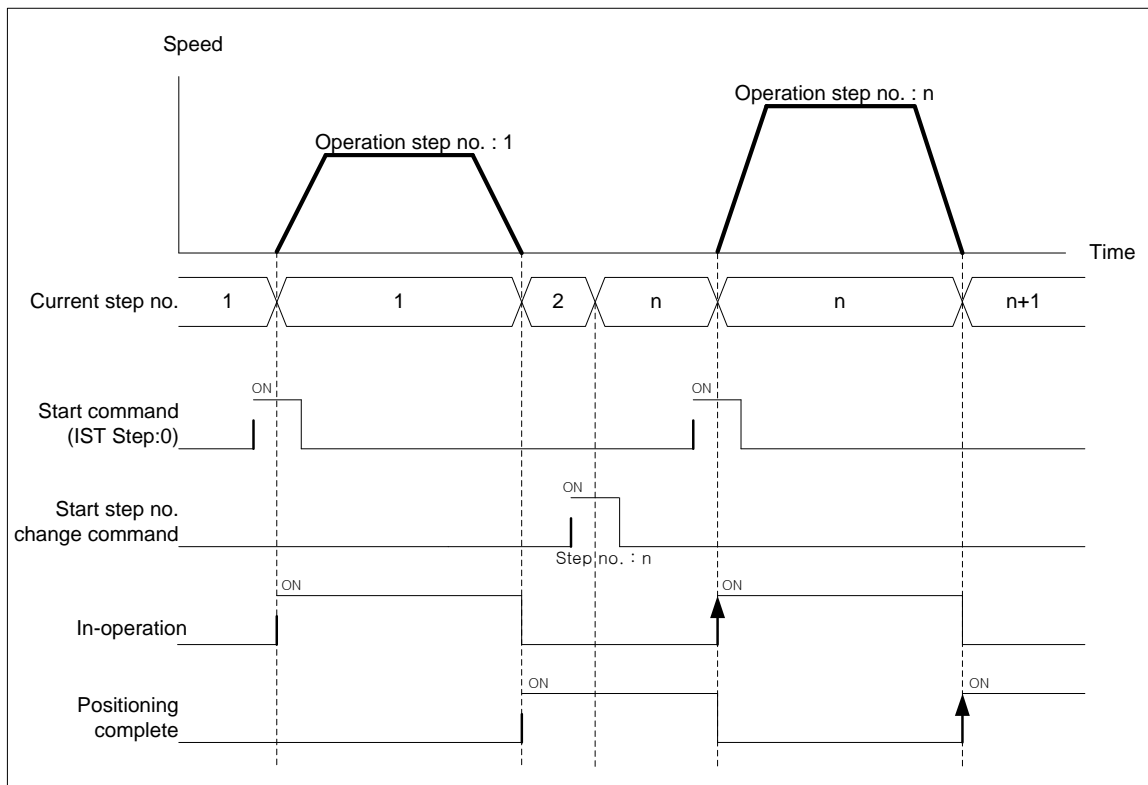 Speed
Operation step no. : n
Operation step no. : 1
Time
Current step no. 1 1 2 n n n+1
ON ON
Start command
(IST Step:0)
ON
Start step no.
change command
Step no. : n
ON ON
In-operation
ON ON
Positioning
complete